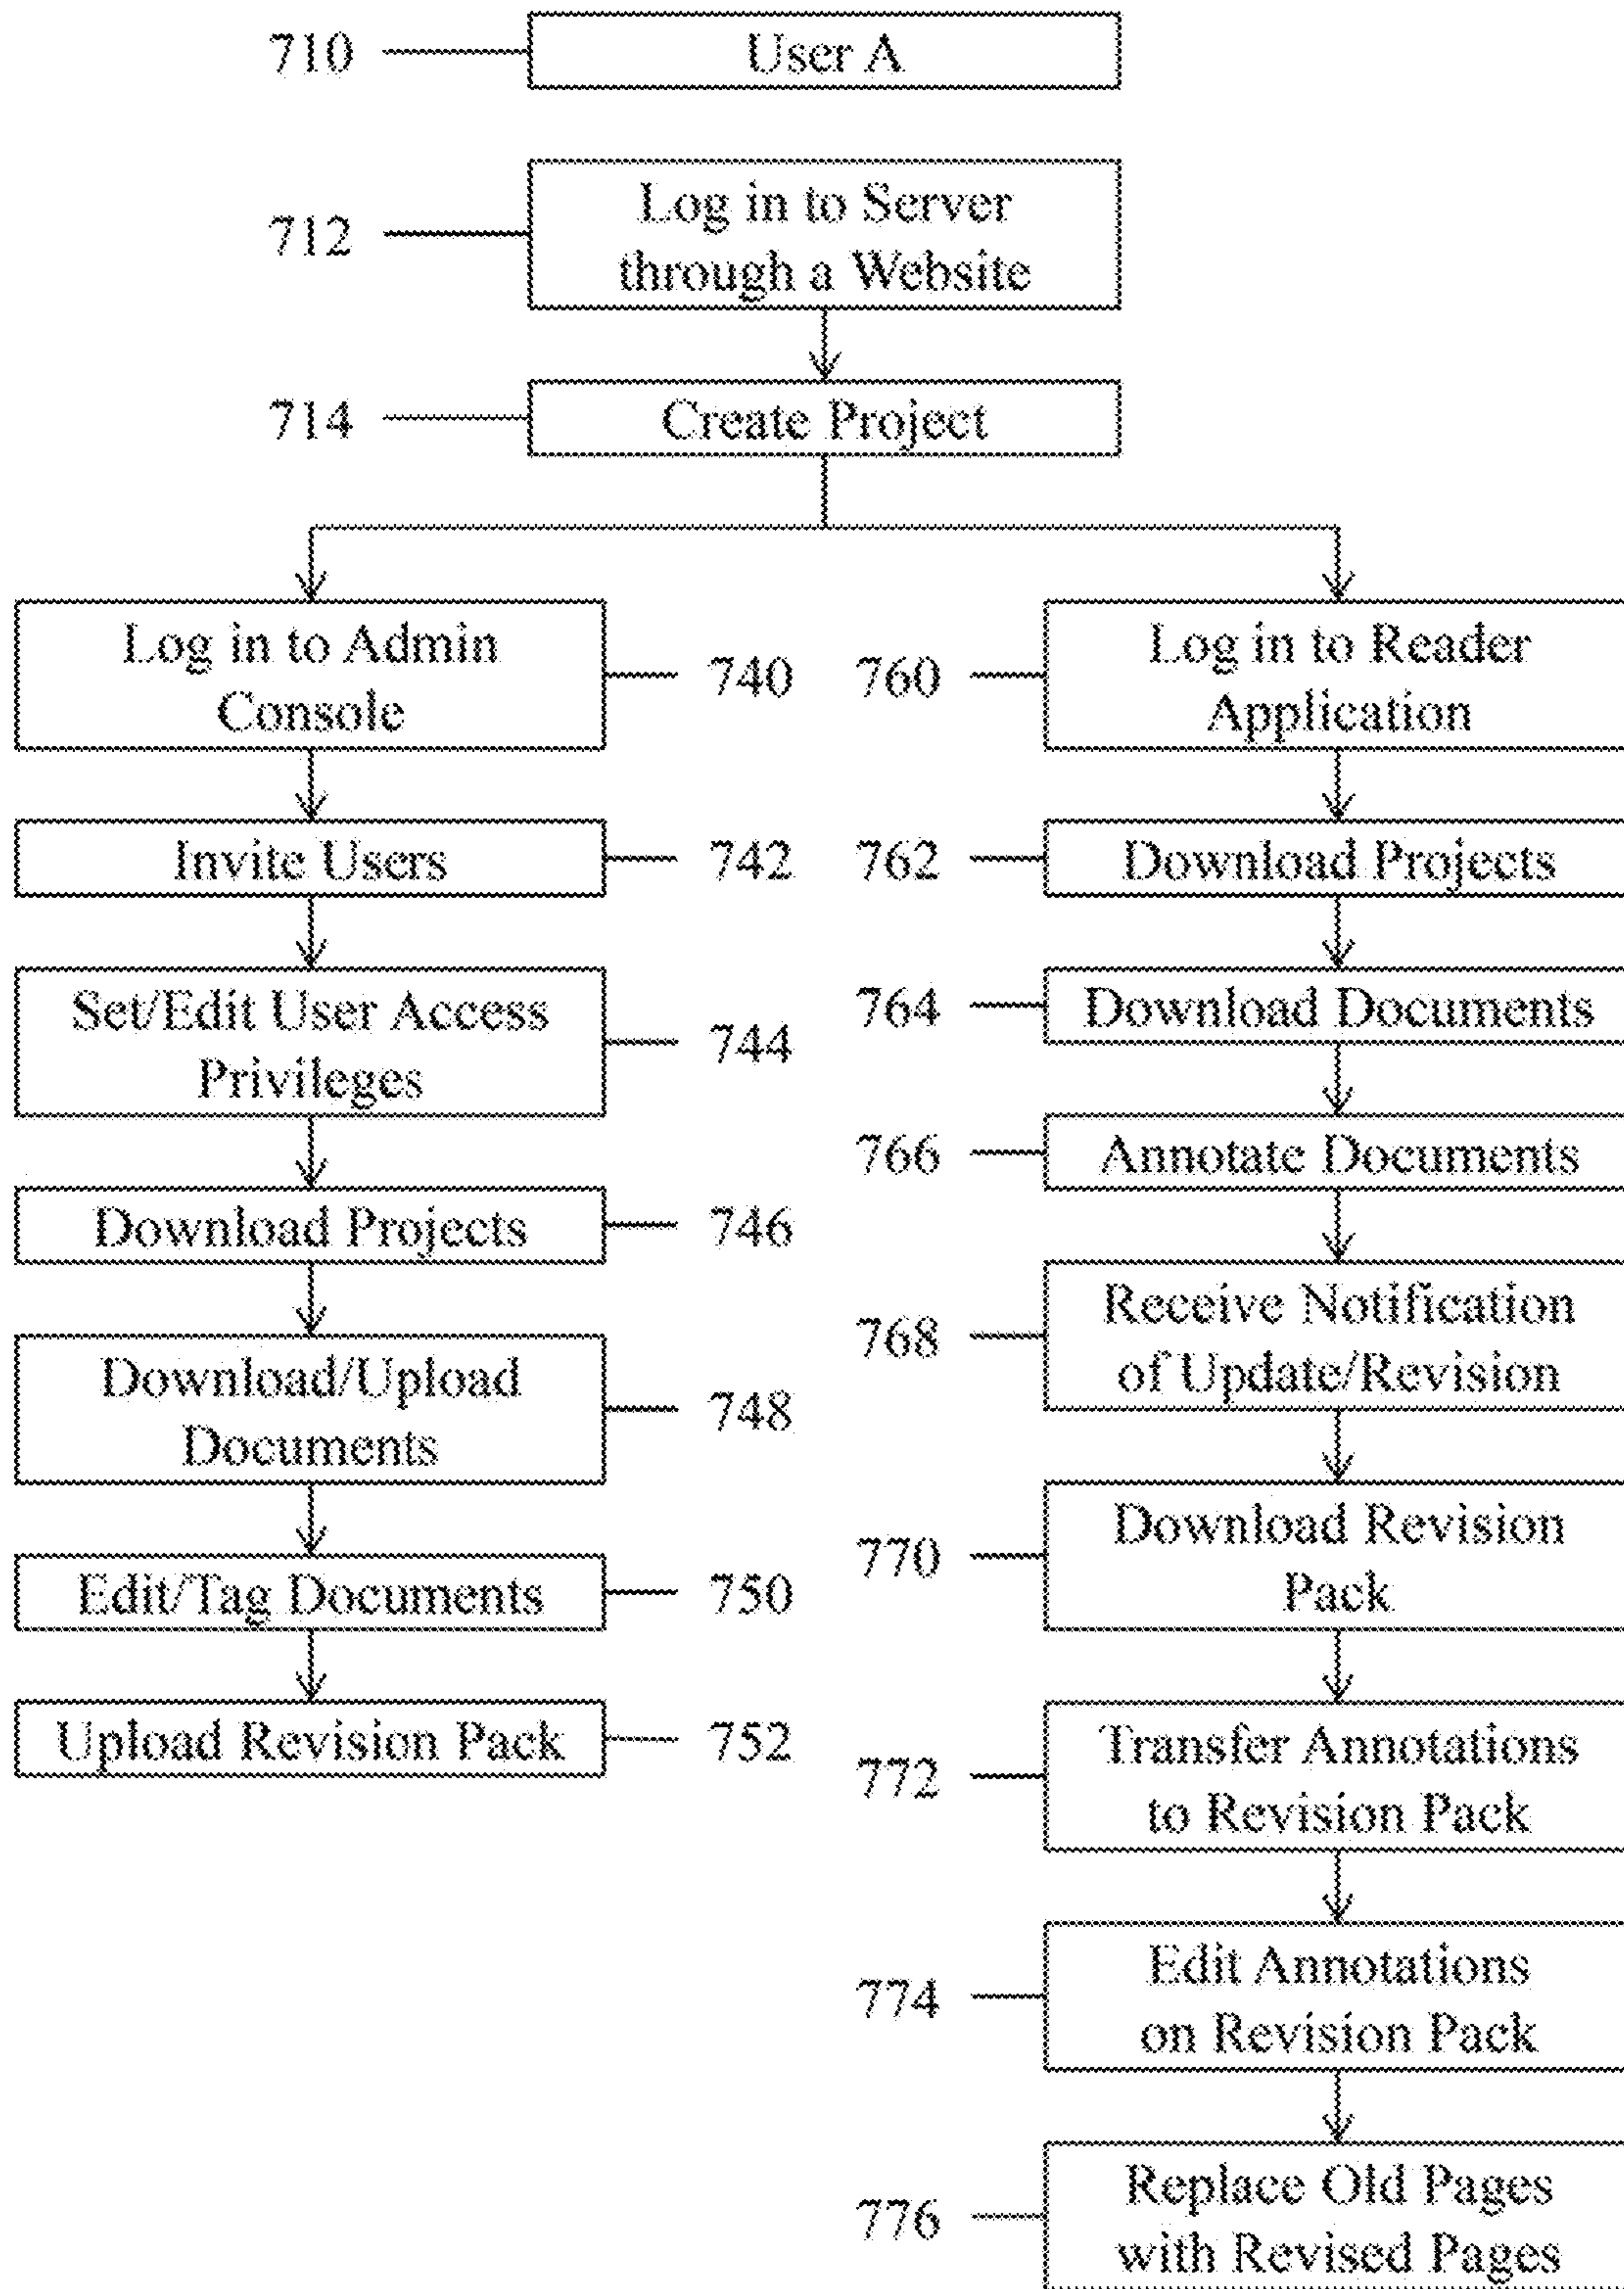 710
User A
712
Log in to Server
through a Website
714
Create Project
Log in to Admin
Console
740
Invite Users
742
Set/Edit User Access
Privileges
744
Download Projects
746
Download/Upload
Documents
748
Edit/Tag Documents
750
Upload Revision Pack
752
760
Log in to Reader
Application
762
Download Projects
764
Download Documents
766
Annotate Documents
768
Receive Notification
of Update/Revision
770
Download Revision
Pack
772
Transfer Annotations
to Revision Pack
774
Edit Annotations
on Revision Pack
776
Replace Old Pages
with Revised Pages